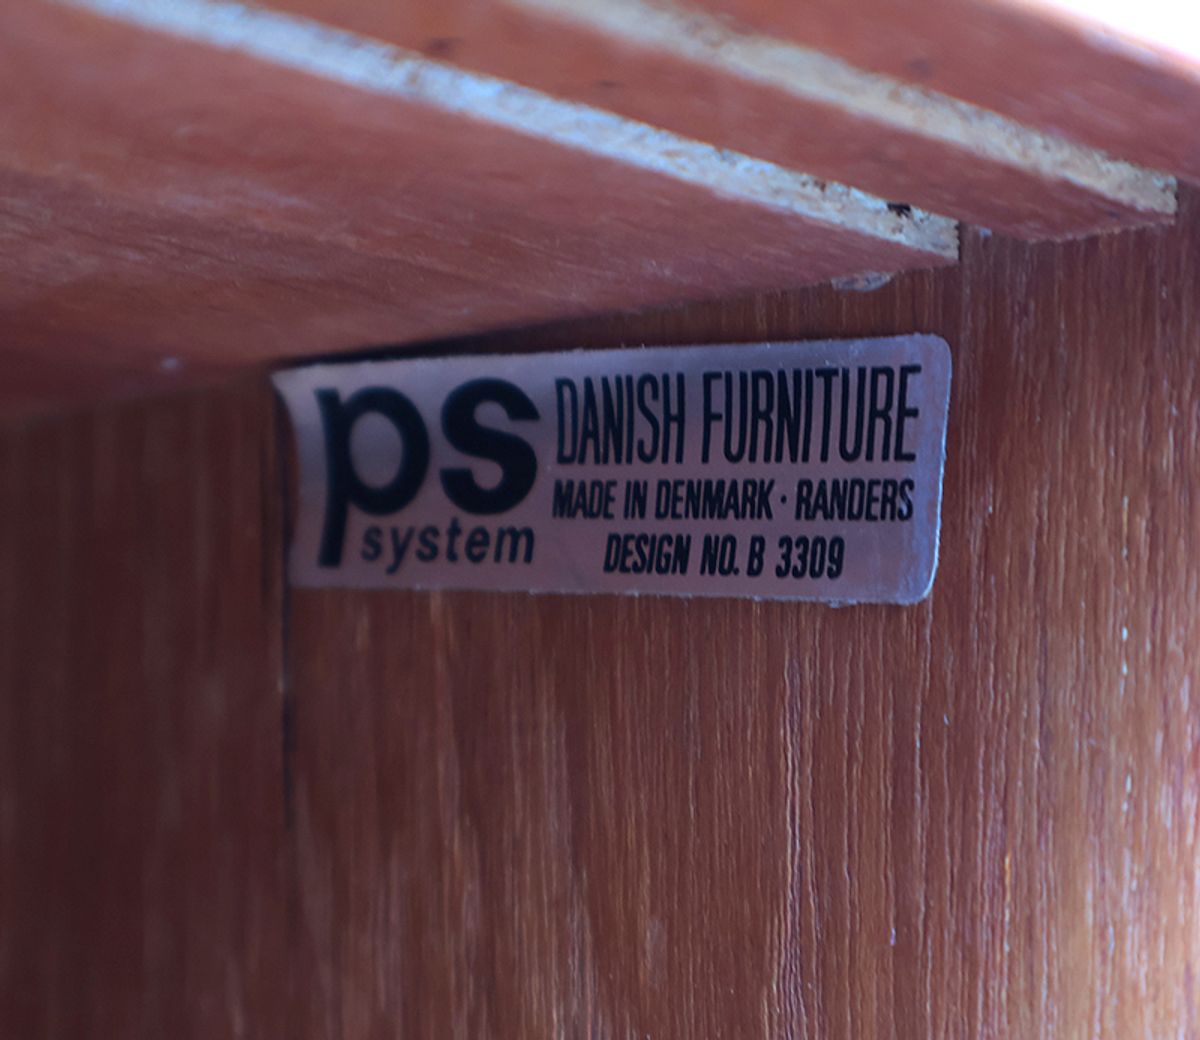 ps
system
DANISH FURNITURE
MADE IN DENMARK · RANDERS
DESIGN NO. B 3309